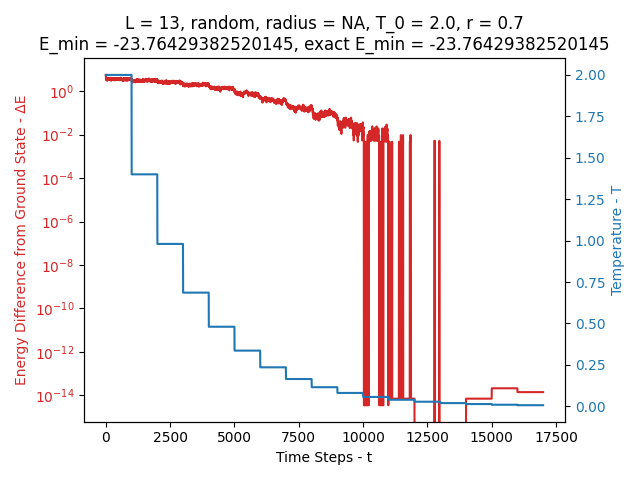 L = 13, random, radius = NA, T_0 = 2.0, r = 0.7
E_min = -23.76429382520145, exact E_min = -23.76429382520145
Energy Difference from Ground State - ΔE
10^0
10^-2
10^-4
10^-6
10^-8
10^-10
10^-12
10^-14
2.00
1.75
1.50
1.25
1.00
0.75
0.50
0.25
0.00
Temperature - T
0 2500 5000 7500 10000 12500 15000 17500
Time Steps - t